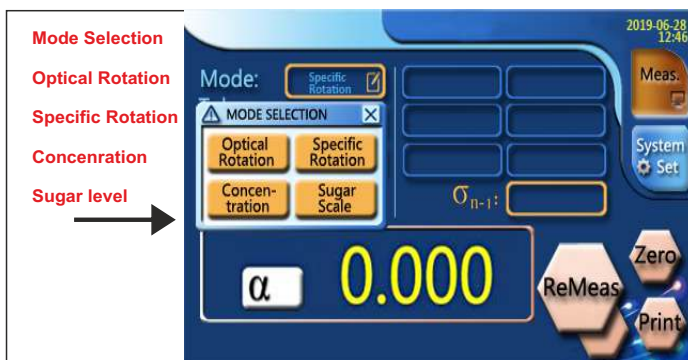 Mode Selection
Optical Rotation
Specific Rotation
Concenration
Sugar level
2019-06-28
12:46
Mode:
Specific
Rotation
Meas.
MODE SELECTION
Optical
Rotation
Specific
Rotation
Concen-
tration
Sugar
Scale
System
Set
σn-1:
α
0.000
ReMeas
Zero
Print